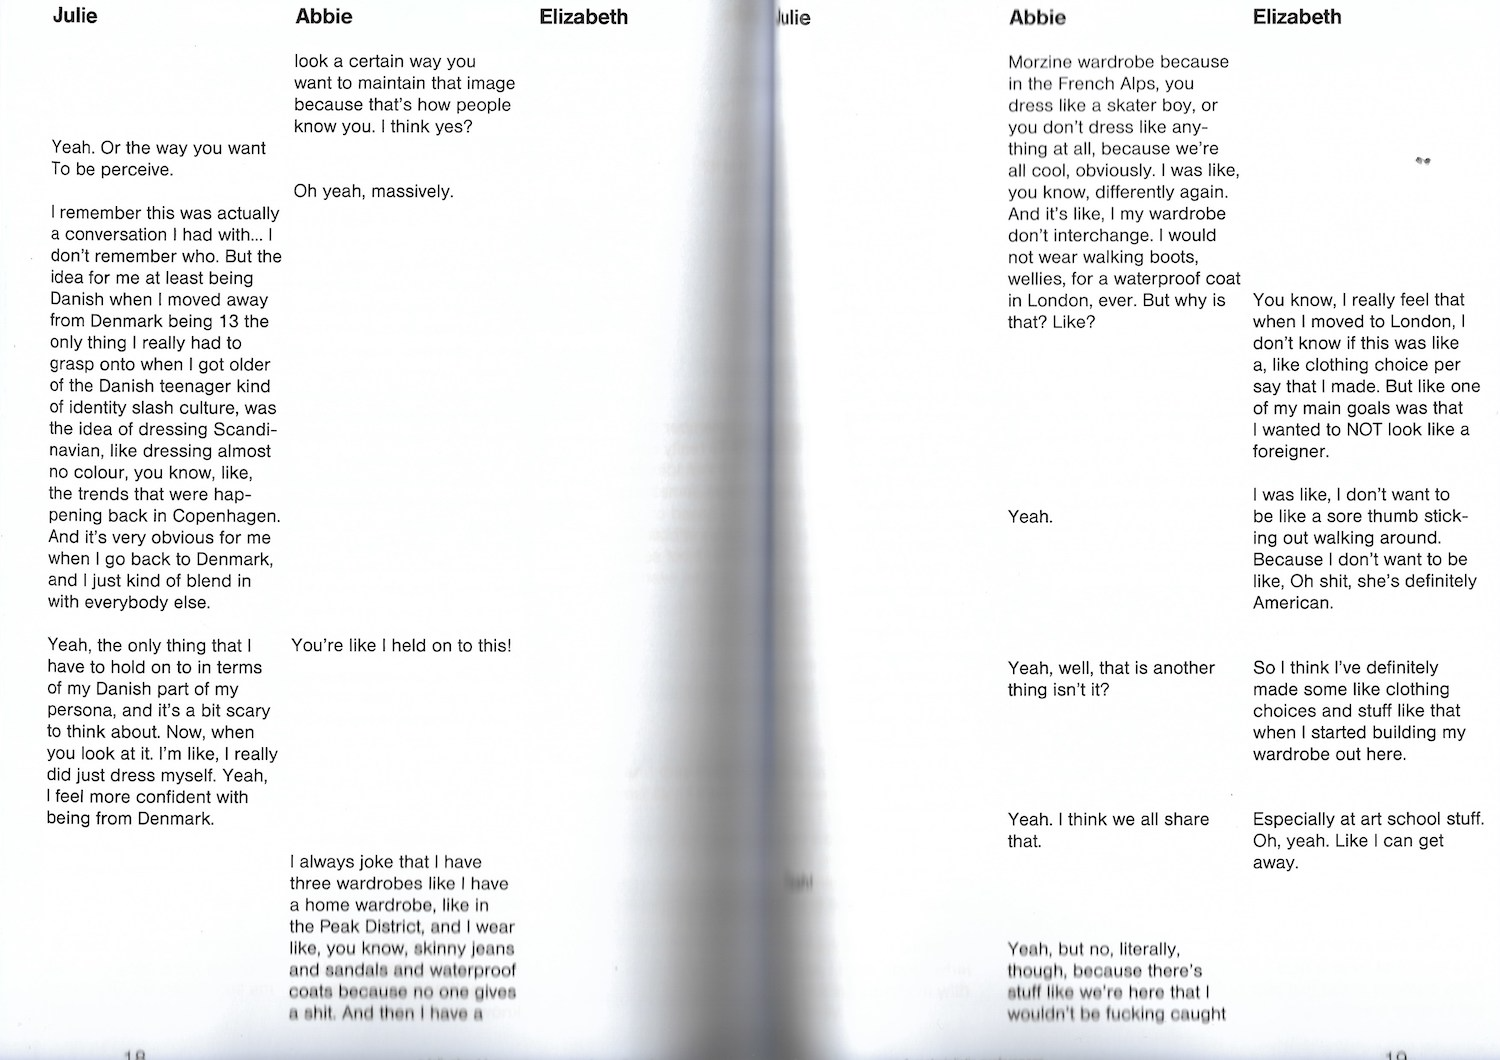 Julie
Abbie
Elizabeth
look a certain way you
want to maintain that image
because that's how people
know you. I think yes?
Yeah. Or the way you want
To be perceive.
Oh yeah, massively.
I remember this was actually
a conversation I had with... I
don't remember who. But the
idea for me at least being
Danish when I moved away
from Denmark being 13 the
only thing I really had to
grasp onto when I got older
of the Danish teenager kind
of identity slash culture, was
the idea of dressing Scandi-
navian, like dressing almost
no colour, you know, like,
the trends that were hap-
pening back in Copenhagen.
And it's very obvious for me
when I go back to Denmark,
and I just kind of blend in
with everybody else.
Yeah, the only thing that I
have to hold on to in terms
of my Danish part of my
persona, and it's a bit scary
to think about. Now, when
you look at it. I'm like, I really
did just dress myself. Yeah,
I feel more confident with
being from Denmark.
You're like I held on to this!
I always joke that I have
three wardrobes like I have
a home wardrobe, like in
the Peak District, and I wear
like, you know, skinny jeans
and sandals and waterproof
coats because no one gives
a shit. And then I have a
18
Julie
Abbie
Elizabeth
Morzine wardrobe because
in the French Alps, you
dress like a skater boy, or
you don't dress like any-
thing at all, because we're
all cool, obviously. I was like,
you know, differently again.
And it's like, I my wardrobe
don't interchange. I would
not wear walking boots,
wellies, for a waterproof coat
in London, ever. But why is
that? Like?
You know, I really feel that
when I moved to London, I
don't know if this was like
a, like clothing choice per
say that I made. But like one
of my main goals was that
I wanted to NOT look like a
foreigner.
I was like, I don't want to
be like a sore thumb stick-
ing out walking around.
Because I don't want to be
like, Oh shit, she's definitely
American.
Yeah.
Yeah, well, that is another
thing isn't it?
So I think I've definitely
made some like clothing
choices and stuff like that
when I started building my
wardrobe out here.
Yeah. I think we all share
that.
Especially at art school stuff.
Oh, yeah. Like I can get
away.
Yeah, but no, literally,
though, because there's
stuff like we're here that I
wouldn't be fucking caught
19